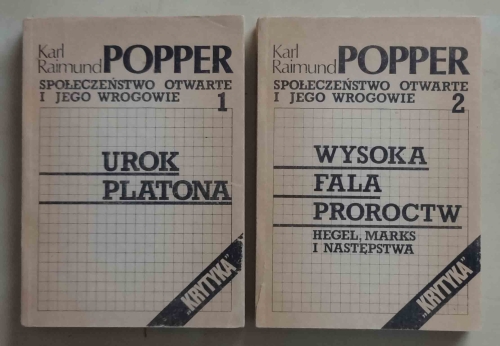 Karl
Raimund POPPER
SPOŁECZEŃSTWO OTWARTE
I JEGO WROGOWIE 1
UROK
PLATONA
„KRYTYKA”
Karl
Raimund POPPER
SPOŁECZEŃSTWO OTWARTE
I JEGO WROGOWIE 2
WYSOKA
FALA
PROROCTW
HEGEL, MARKS
I NASTĘPSTWA
„KRYTYKA”